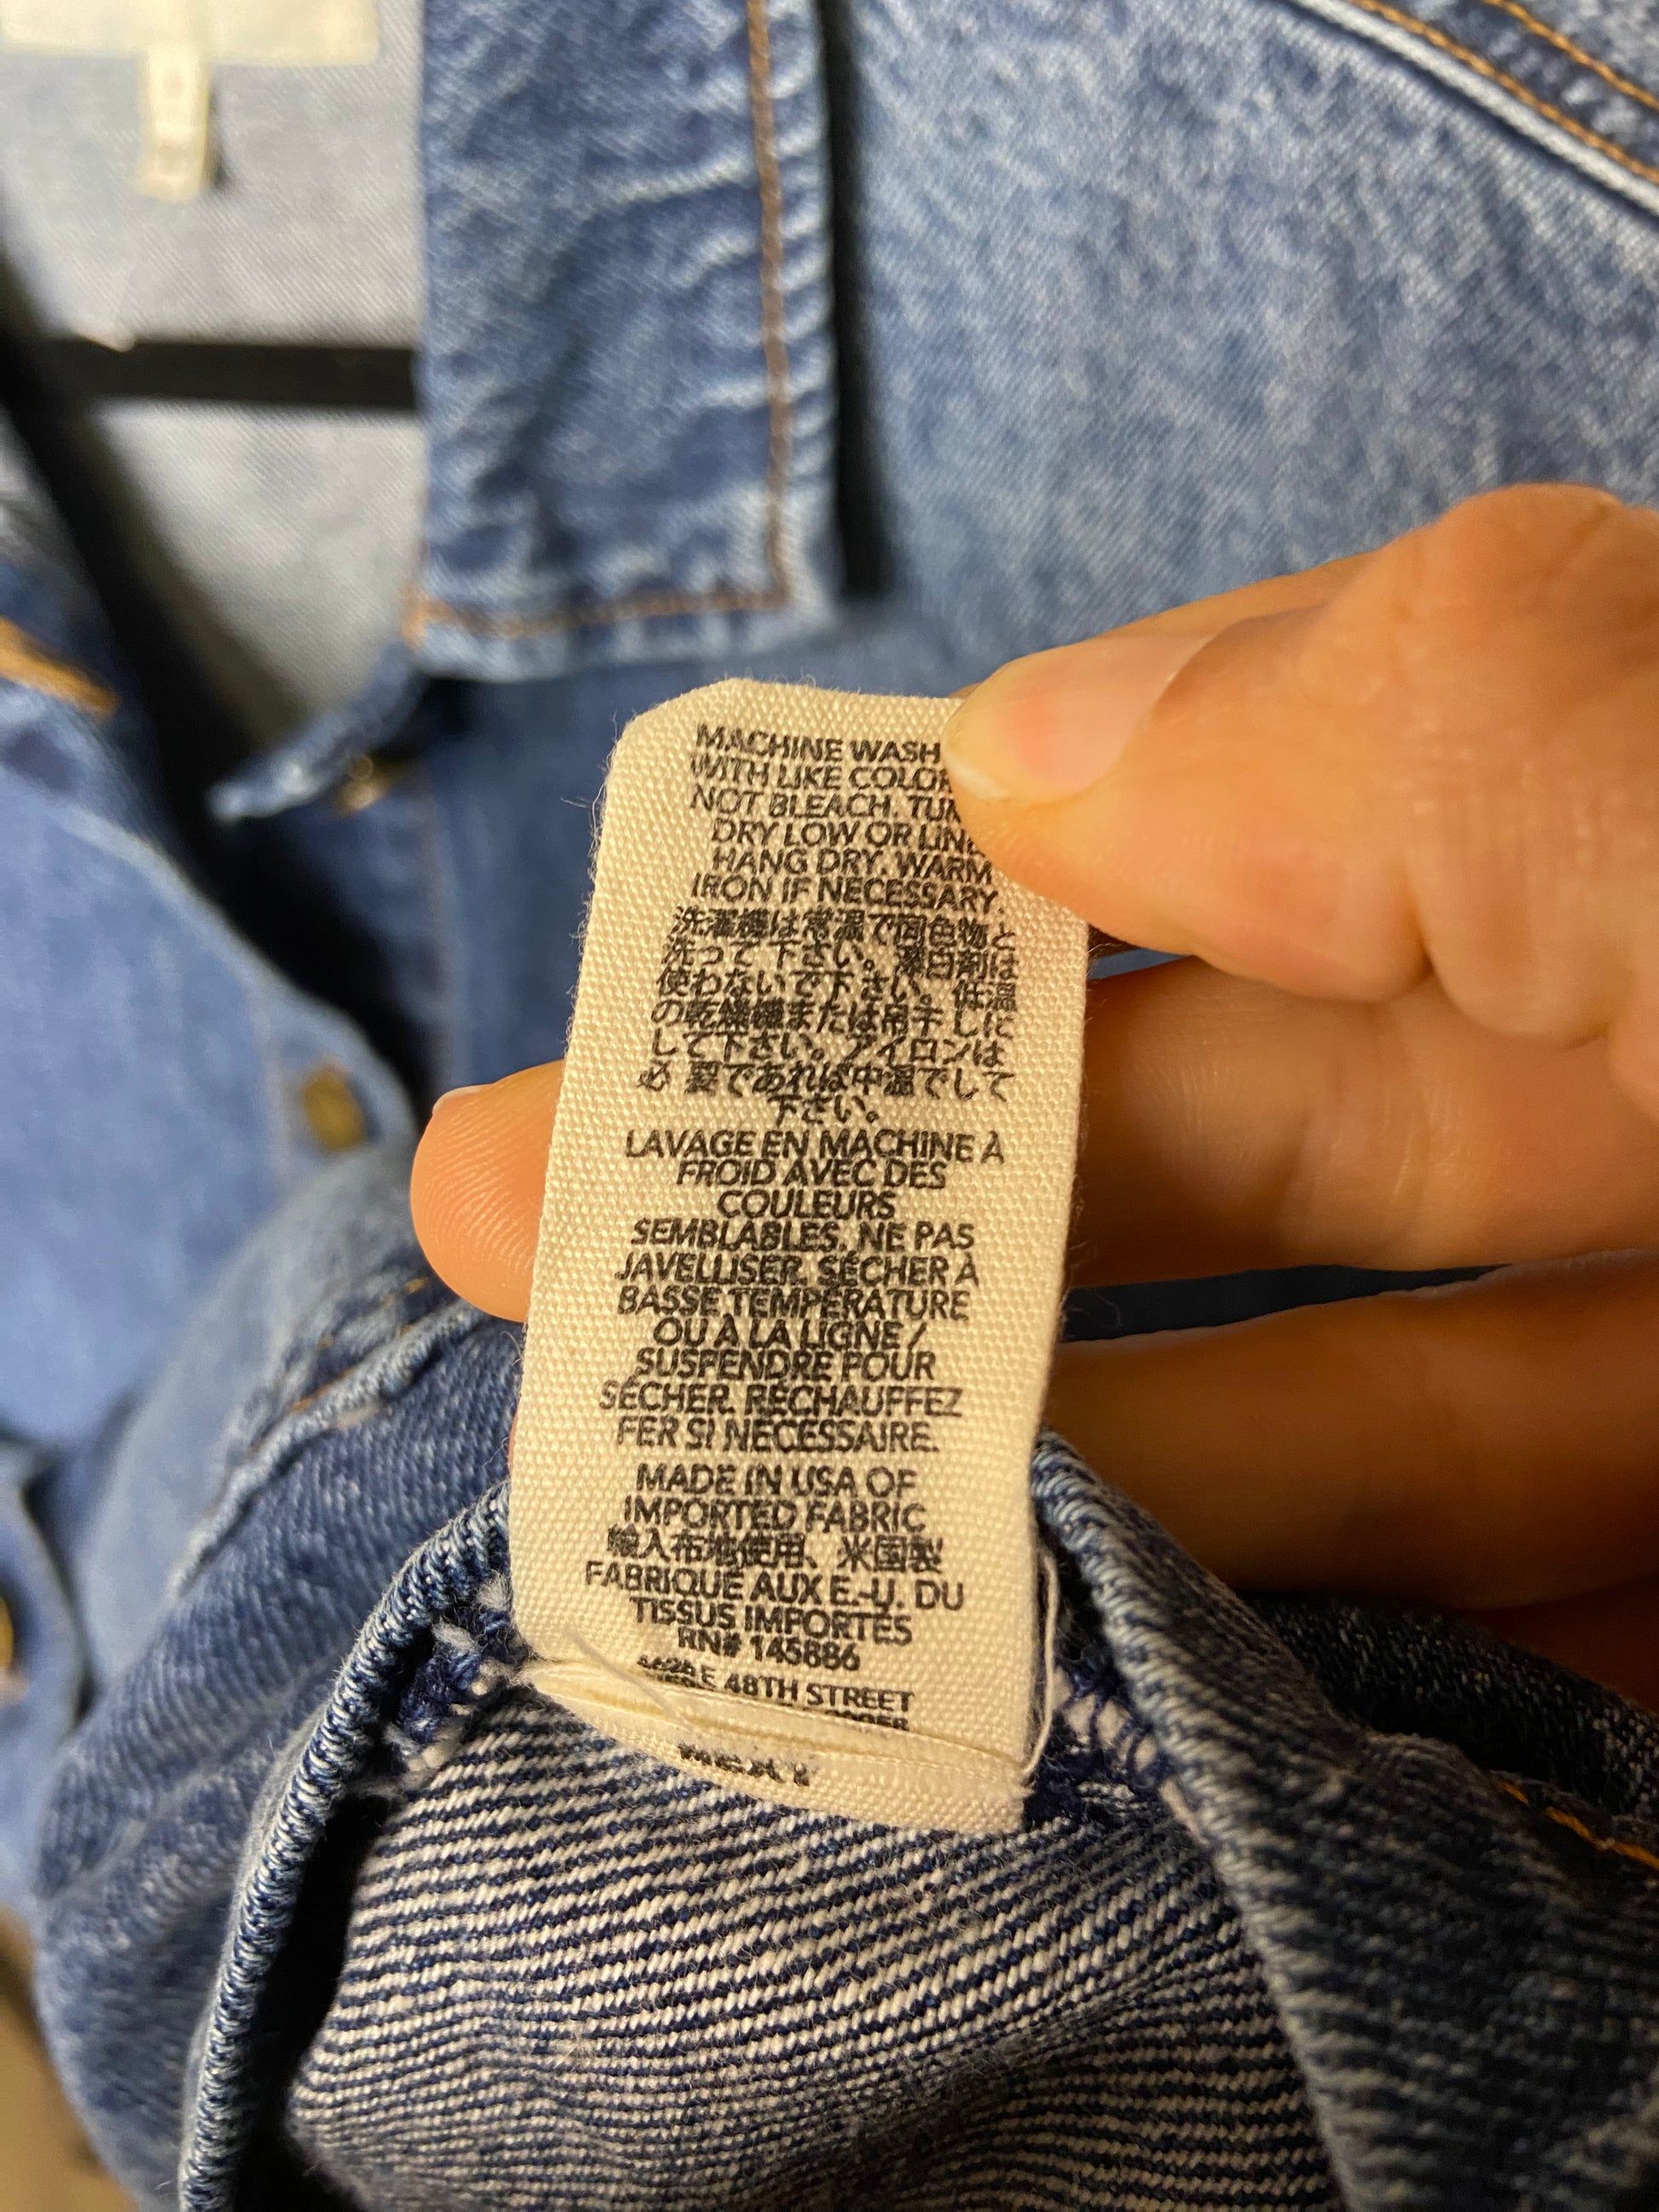 MACHINE WASH
WITH LIKE COLOR
NOT BLEACH. TUM
DRY LOW OR LINE
HANG DRY. WARM
IRON IF NECESSARY.
洗濯機は常温で同色物と
洗って下さい。漂白剤は
使わないで下さい。低温
の乾燥機または吊干しに
して下さい。アイロンは
必要であれば中温でして
下さい。
LAVAGE EN MACHINE À
FROID AVEC DES
COULEURS
SEMBLABLES. NE PAS
JAVELLISER. SÉCHER À
BASSE TEMPÉRATURE
OU A LA LIGNE /
SUSPENDRE POUR
SÉCHER. RÉCHAUFFEZ
FER SI NÉCESSAIRE.
MADE IN USA OF
IMPORTED FABRIC
輸入布地使用、米国製
FABRIQUÉ AUX E.-U. DU
TISSUS IMPORTÉS
RN# 145886
E 48TH STREET